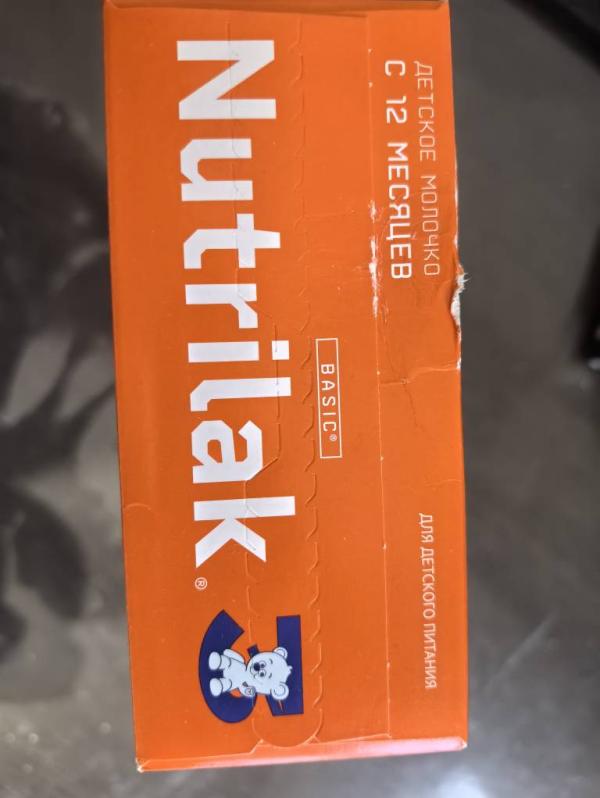 ДЕТСКОЕ МОЛОЧКО
С 12 МЕСЯЦЕВ
ДЛЯ ДЕТСКОГО ПИТАНИЯ
BASIC®
Nutrilak® 3